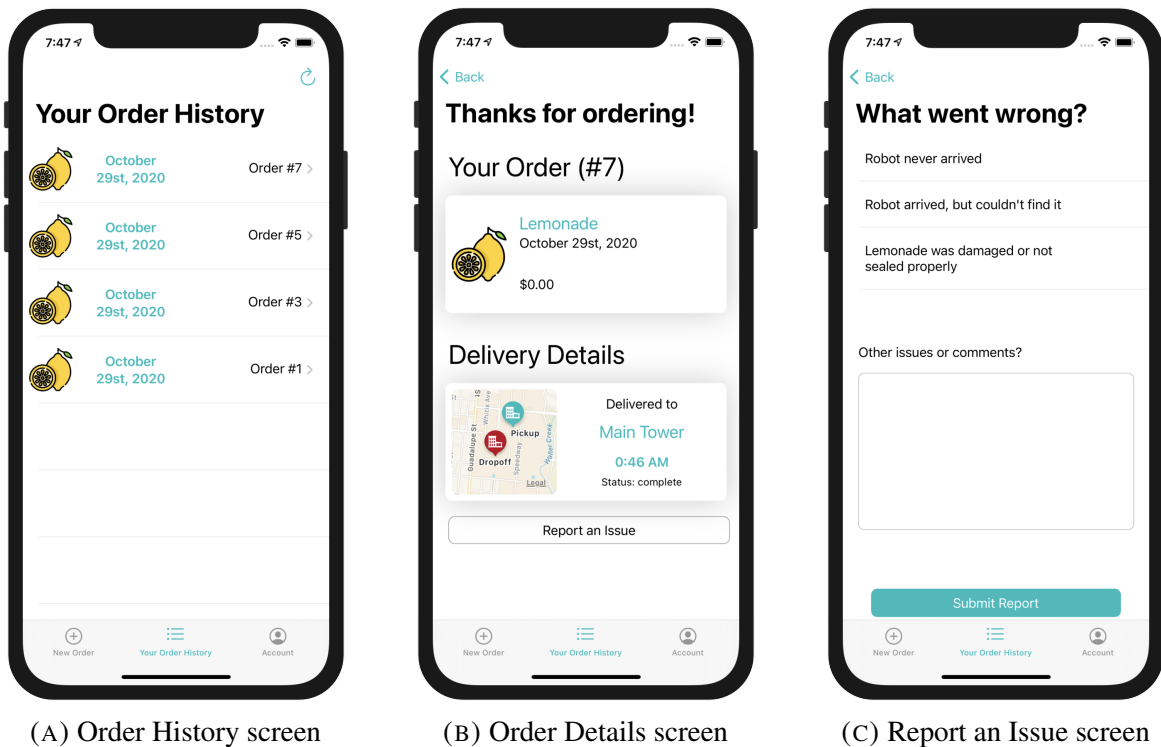 7:47
Your Order History
October
29st, 2020
Order #7
October
29st, 2020
Order #5
October
29st, 2020
Order #3
October
29st, 2020
Order #1
New Order
Your Order History
Account
(A) Order History screen
7:47
Back
Thanks for ordering!
Your Order (#7)
Lemonade
October 29st, 2020
$0.00
Delivery Details
Whitis Ave
Guadalupe St
Speedway
Waller Creek
Pickup
Dropoff
Legal
Delivered to
Main Tower
0:46 AM
Status: complete
Report an Issue
New Order
Your Order History
Account
(B) Order Details screen
7:47
Back
What went wrong?
Robot never arrived
Robot arrived, but couldn't find it
Lemonade was damaged or not
sealed properly
Other issues or comments?
Submit Report
New Order
Your Order History
Account
(C) Report an Issue screen